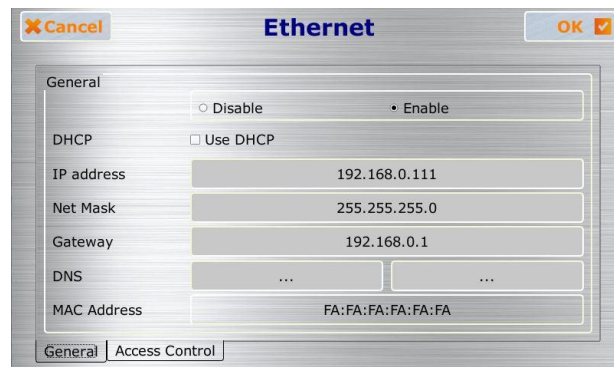 Cancel
Ethernet
OK
General
Disable
Enable
DHCP
Use DHCP
IP address
192.168.0.111
Net Mask
255.255.255.0
Gateway
192.168.0.1
DNS
...
...
MAC Address
FA:FA:FA:FA:FA:FA
General
Access Control